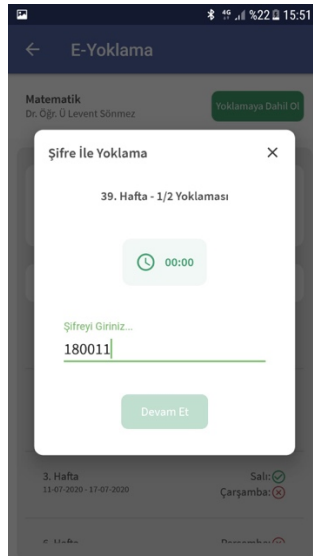 4G %22 15:51
E-Yoklama
Matematik
Dr. Öğr. Ü Levent Sönmez
Yoklamaya Dahil Ol
Şifre İle Yoklama
39. Hafta - 1/2 Yoklaması
00:00
Şifreyi Giriniz...
180011
Devam Et
3. Hafta
11-07-2020 - 17-07-2020
Salı:
Çarşamba: